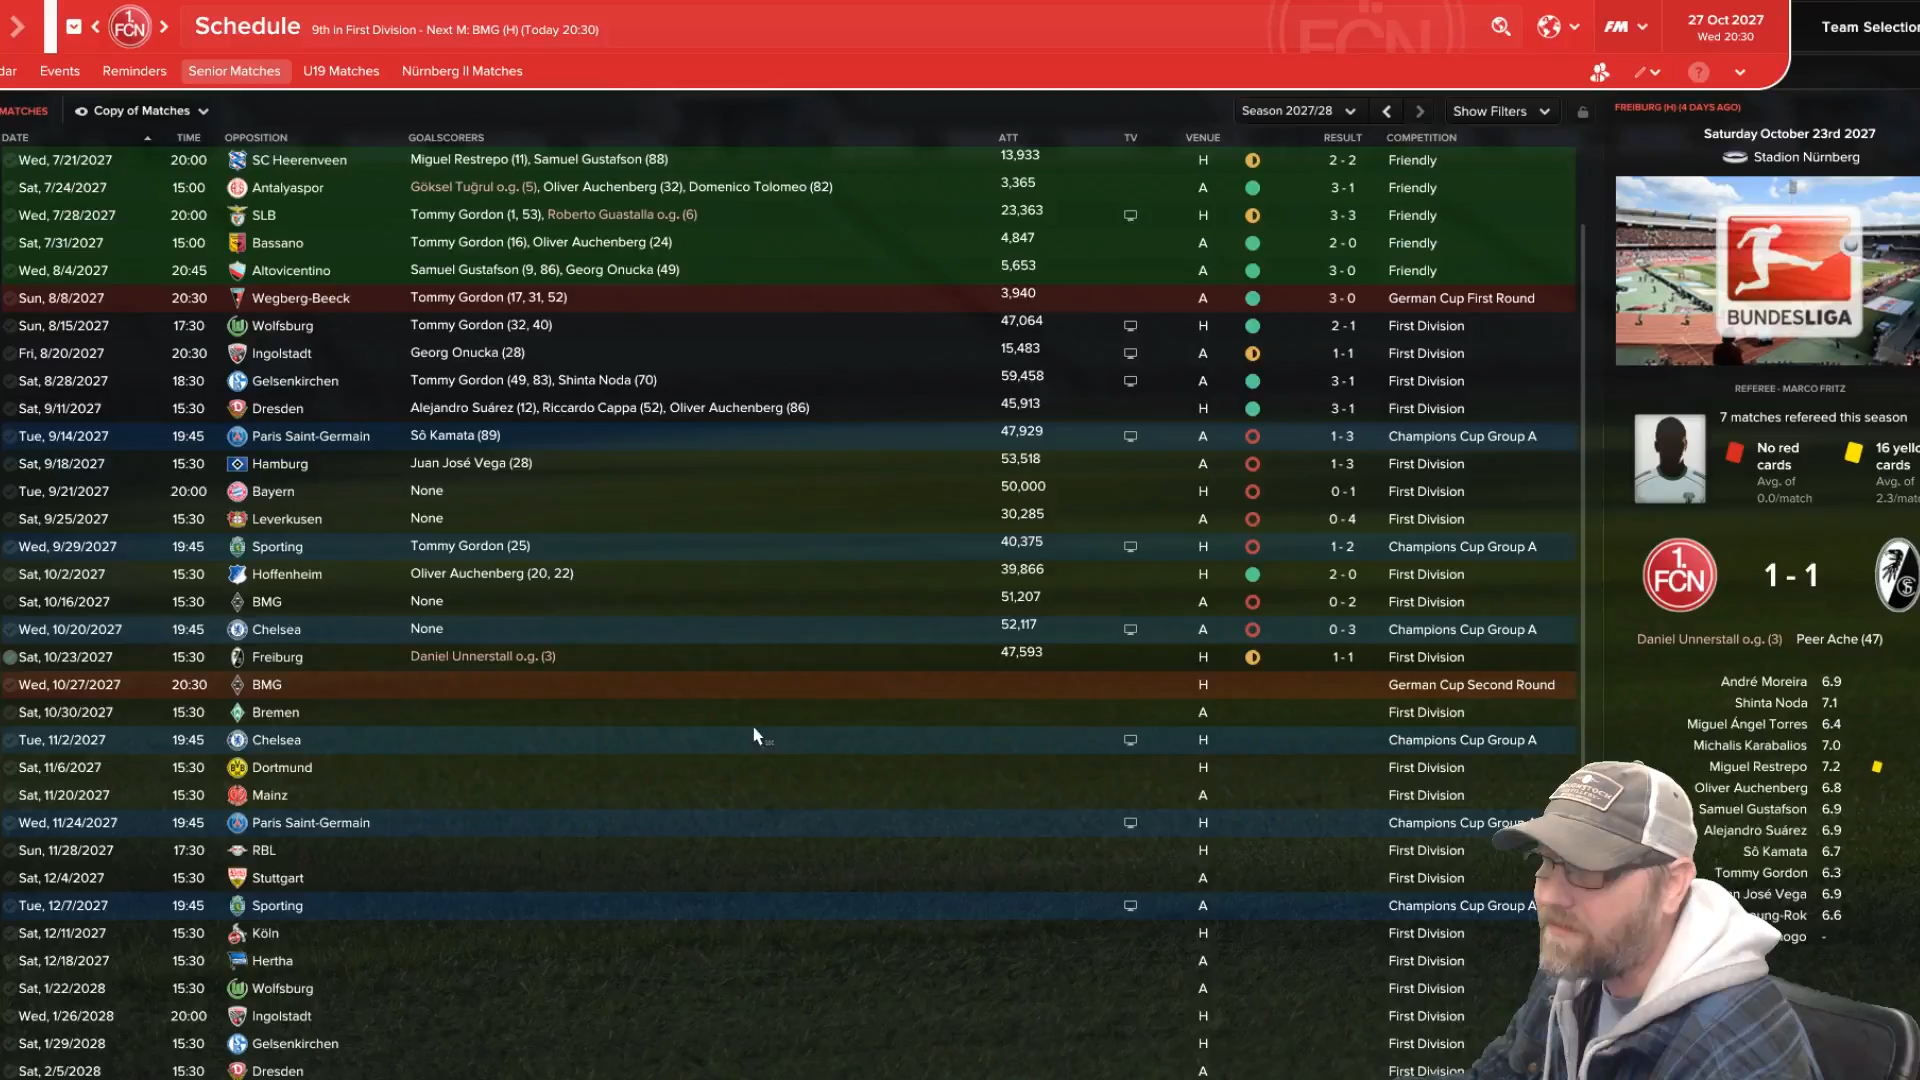 Schedule 9th in First Division - Next M: BMG (H) (Today 20:30)
FM
27 Oct 2027
Wed 20:30
Events Reminders Senior Matches U19 Matches Nürnberg II Matches
MATCHES Copy of Matches Season 2027/28 Show Filters
DATE TIME OPPOSITION GOALSCORERS ATT TV VENUE RESULT COMPETITION
Wed, 7/21/2027 20:00 SC Heerenveen Miguel Restrepo (11), Samuel Gustafson (88) 13,933 H 2 - 2 Friendly
Sat, 7/24/2027 15:00 Antalyaspor Göksel Tuğrul o.g. (5), Oliver Auchenberg (32), Domenico Tolomeo (82) 3,365 A 3 - 1 Friendly
Wed, 7/28/2027 20:00 SLB Tommy Gordon (1, 53), Roberto Guastalla o.g. (6) 23,363 H 3 - 3 Friendly
Sat, 7/31/2027 15:00 Bassano Tommy Gordon (16), Oliver Auchenberg (24) 4,847 A 2 - 0 Friendly
Wed, 8/4/2027 20:45 Altovicentino Samuel Gustafson (9, 86), Georg Onucka (49) 5,653 A 3 - 0 Friendly
Sun, 8/8/2027 20:30 Wegberg-Beeck Tommy Gordon (17, 31, 52) 3,940 A 3 - 0 German Cup First Round
Sun, 8/15/2027 17:30 Wolfsburg Tommy Gordon (32, 40) 47,064 H 2 - 1 First Division
Fri, 8/20/2027 20:30 Ingolstadt Georg Onucka (28) 15,483 A 1 - 1 First Division
Sat, 8/28/2027 18:30 Gelsenkirchen Tommy Gordon (49, 83), Shinta Noda (70) 59,458 A 3 - 1 First Division
Sat, 9/11/2027 15:30 Dresden Alejandro Suárez (12), Riccardo Cappa (52), Oliver Auchenberg (86) 45,913 H 3 - 1 First Division
Tue, 9/14/2027 19:45 Paris Saint-Germain Sô Kamata (89) 47,929 A 1 - 3 Champions Cup Group A
Sat, 9/18/2027 15:30 Hamburg Juan José Vega (28) 53,518 A 1 - 3 First Division
Tue, 9/21/2027 20:00 Bayern None 50,000 H 0 - 1 First Division
Sat, 9/25/2027 15:30 Leverkusen None 30,285 A 0 - 4 First Division
Wed, 9/29/2027 19:45 Sporting Tommy Gordon (25) 40,375 H 1 - 2 Champions Cup Group A
Sat, 10/2/2027 15:30 Hoffenheim Oliver Auchenberg (20, 22) 39,866 H 2 - 0 First Division
Sat, 10/16/2027 15:30 BMG None 51,207 A 0 - 2 First Division
Wed, 10/20/2027 19:45 Chelsea None 52,117 A 0 - 3 Champions Cup Group A
Sat, 10/23/2027 15:30 Freiburg Daniel Unnerstall o.g. (3) 47,593 H 1 - 1 First Division
Wed, 10/27/2027 20:30 BMG H German Cup Second Round
Sat, 10/30/2027 15:30 Bremen A First Division
Tue, 11/2/2027 19:45 Chelsea H Champions Cup Group A
Sat, 11/6/2027 15:30 Dortmund H First Division
Sat, 11/20/2027 15:30 Mainz A First Division
Wed, 11/24/2027 19:45 Paris Saint-Germain H Champions Cup
Sun, 11/28/2027 17:30 RBL H First Division
Sat, 12/4/2027 15:30 Stuttgart A First Division
Tue, 12/7/2027 19:45 Sporting A Champions Cup Group A
Sat, 12/11/2027 15:30 Köln H First Division
Sat, 12/18/2027 15:30 Hertha A First Division
Sat, 1/22/2028 15:30 Wolfsburg A First Division
Wed, 1/26/2028 20:00 Ingolstadt H First Division
Sat, 1/29/2028 15:30 Gelsenkirchen H First Division
Sat, 2/5/2028 15:30 Dresden A First Division
Team Selection
FREIBURG (H) (4 DAYS AGO)
Saturday October 23rd 2027
Stadion Nürnberg
BUNDESLIGA
REFEREE - MARCO FRITZ
7 matches refereed this season
No red cards
Avg. of 0.0/match
16 yello
cards
Avg. of
2.3/mat
1. FCN 1 - 1
Daniel Unnerstall o.g. (3) Peer Ache (47)
André Moreira 6.9
Shinta Noda 7.1
Miguel Ángel Torres 6.4
Michalis Karabalios 7.0
Miguel Restrepo 7.2
Oliver Auchenberg 6.8
Samuel Gustafson 6.9
Alejandro Suárez 6.9
Sô Kamata 6.7
Tommy Gordon 6.3
José Vega 6.9
ung-Rok 6.6
ogo -